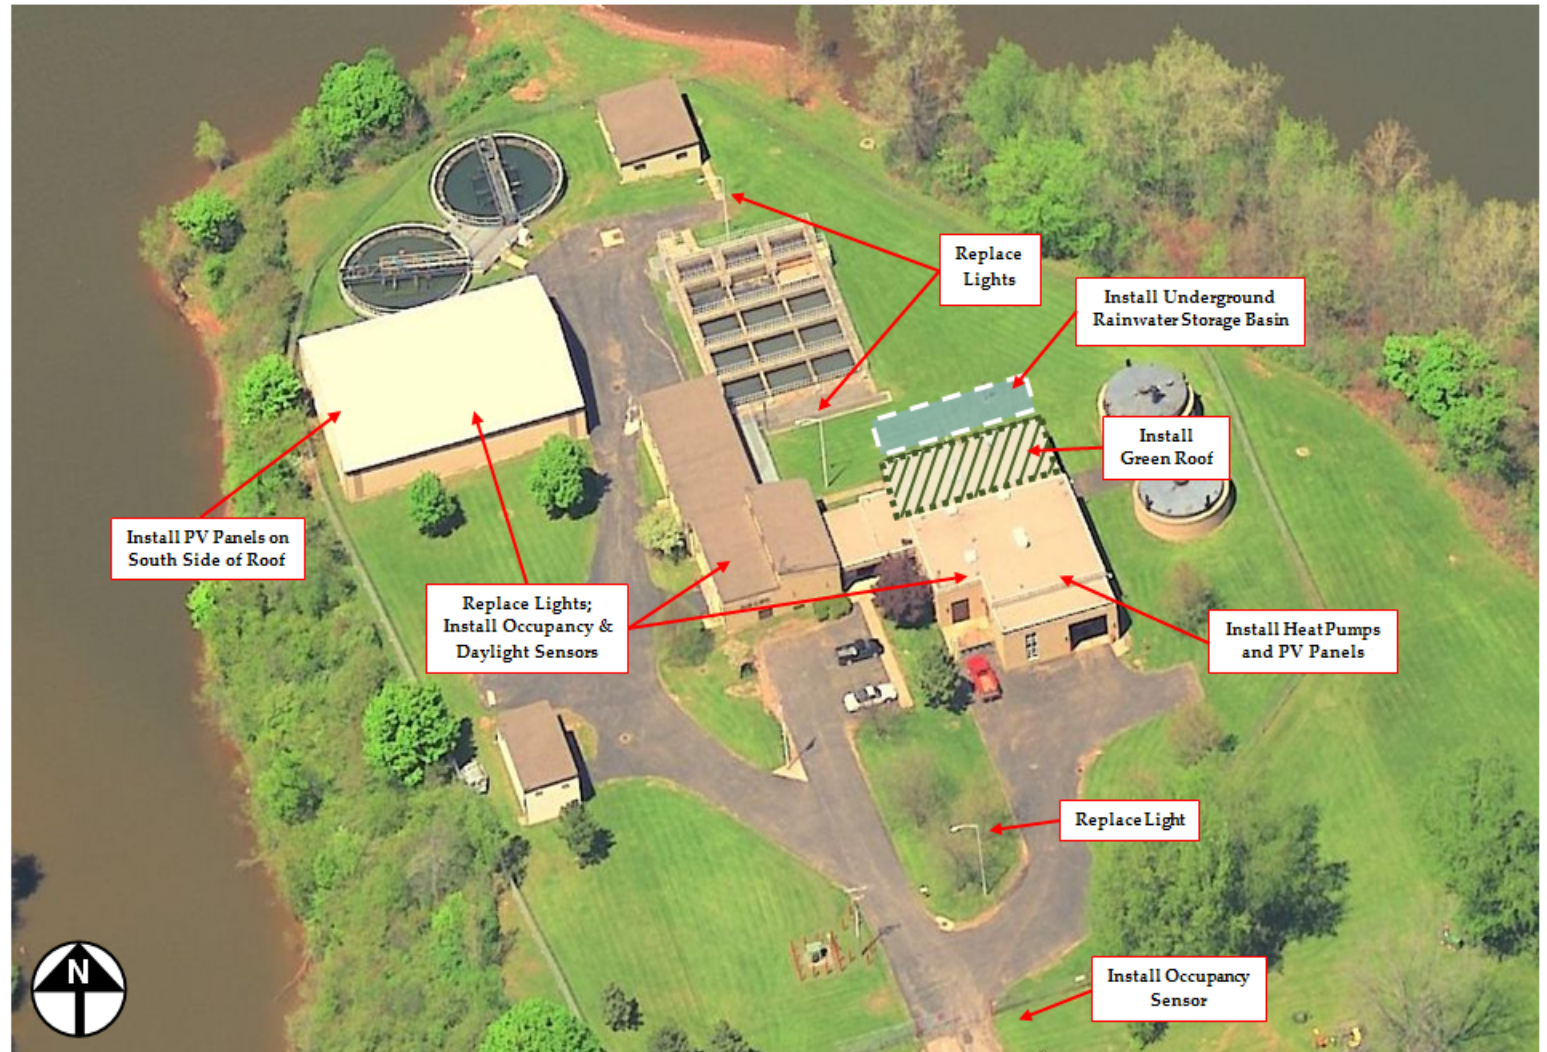 Replace
Lights
Install Underground
Rainwater Storage Basin
Install
Green Roof
Install PV Panels on
South Side of Roof
Replace Lights;
Install Occupancy &
Daylight Sensors
Install Heat Pumps
and PV Panels
Replace Light
Install Occupancy
Sensor
N